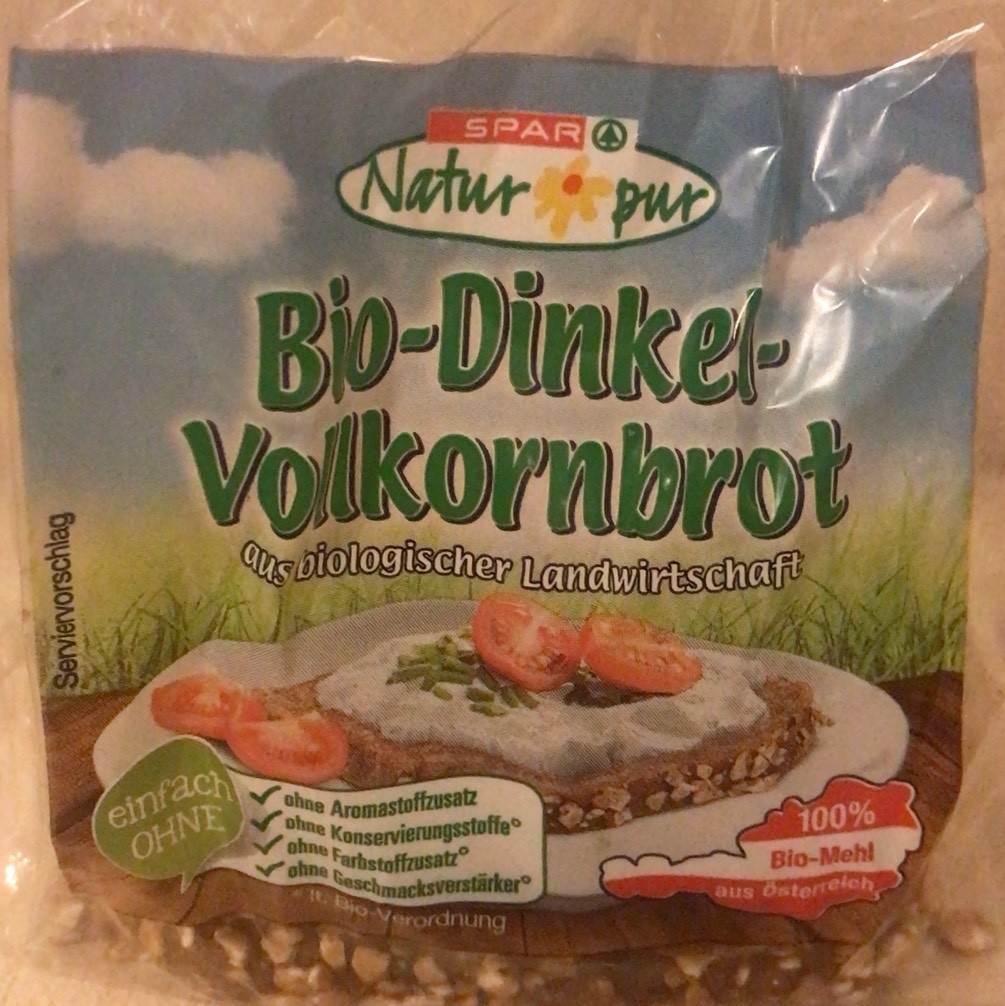 SPAR
Natur pur
Bio-Dinkel-
Vollkornbrot
aus biologischer Landwirtschaft
Serviervorschlag
einfach
OHNE
ohne Aromastoffzusatz
ohne Konservierungsstoffe°
ohne Farbstoffzusatz°
ohne Geschmacksverstärker°
lt. Bio-Verordnung
100%
Bio-Mehl
aus Österreich